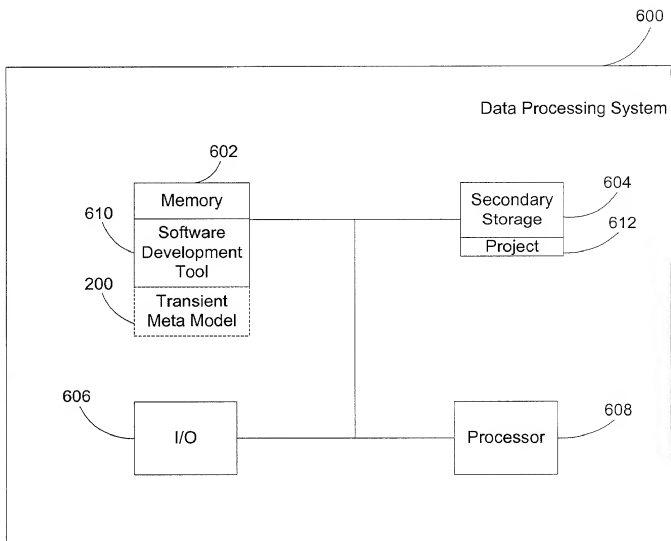 600
Data Processing System
602
Memory
610
Software
Development
Tool
200
Transient
Meta Model
604
Secondary
Storage
612
Project
606
I/O
608
Processor